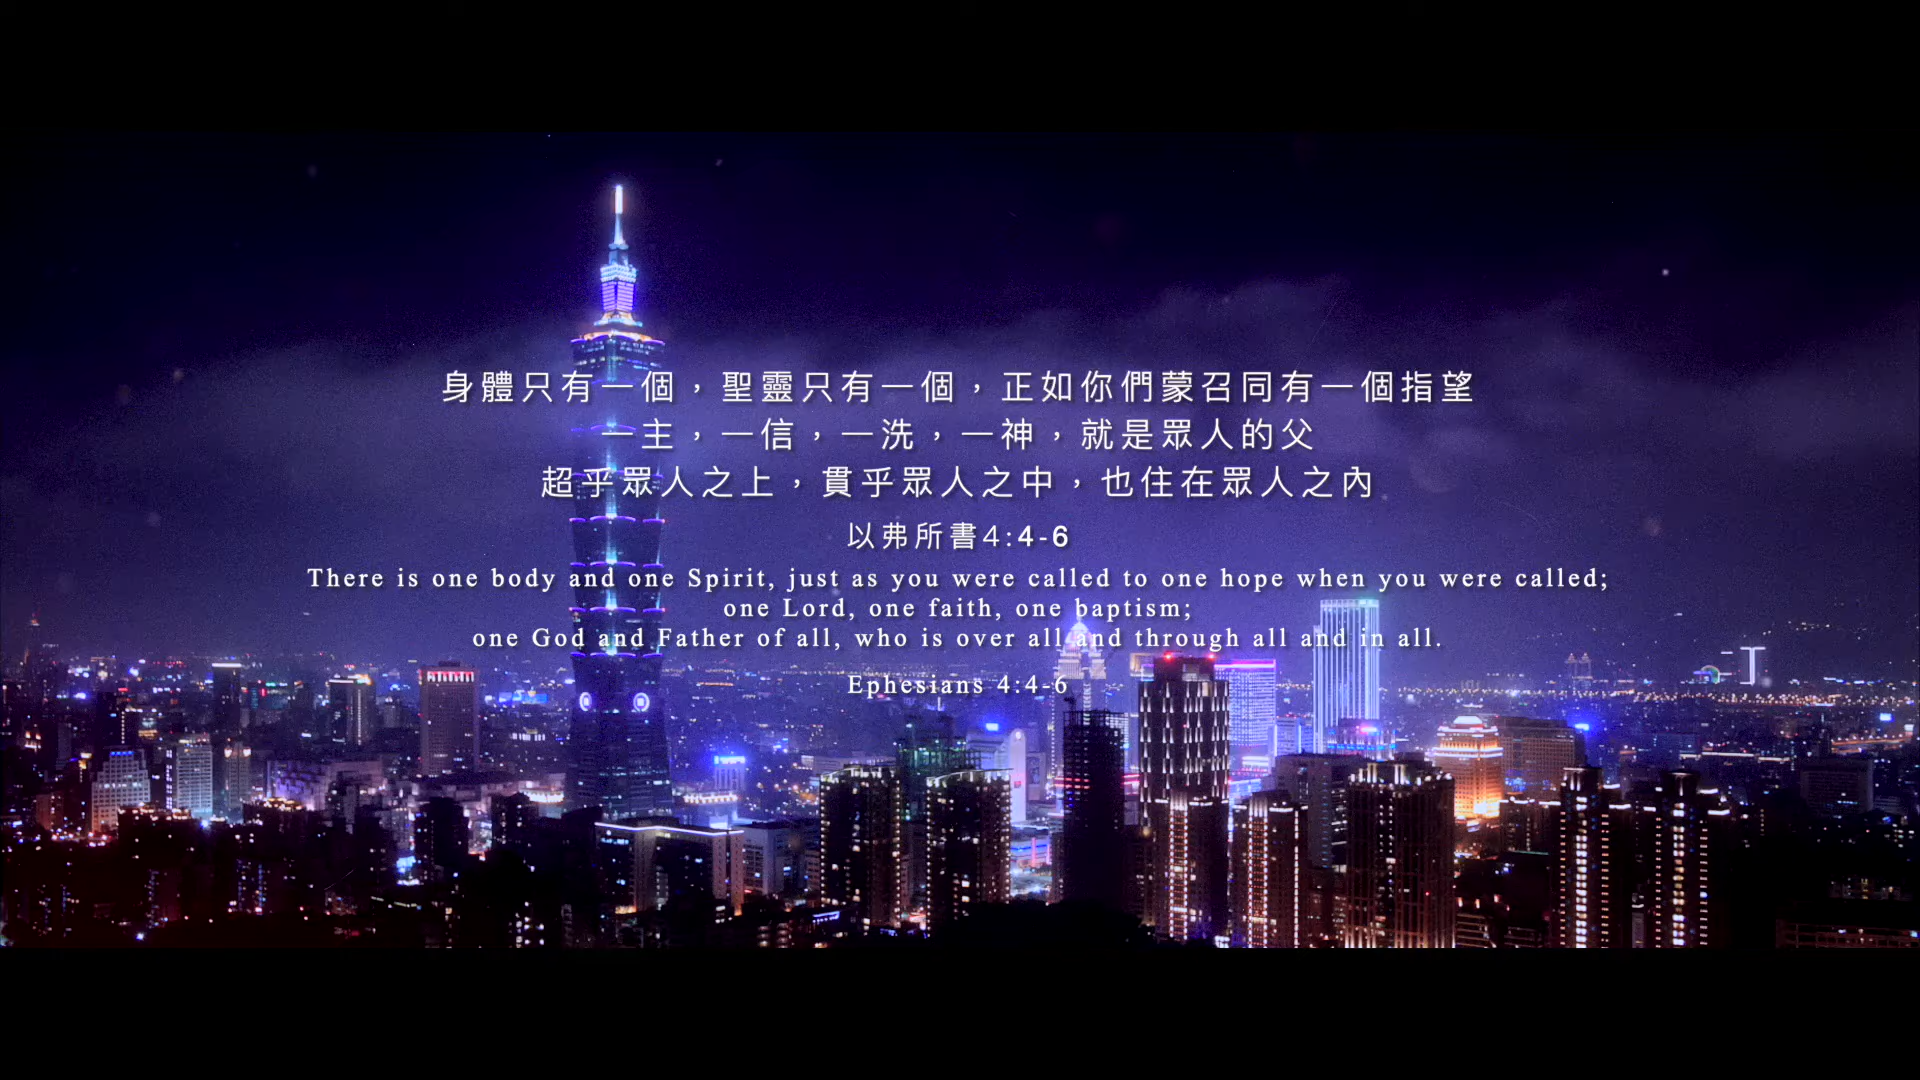 身體只有一個，聖靈只有一個，正如你們蒙召同有一個指望
一主，一信，一洗，一神，就是眾人的父
超乎眾人之上，貫乎眾人之中，也住在眾人之內
以弗所書4:4-6
There is one body and one Spirit, just as you were called to one hope when you were called;
one Lord, one faith, one baptism;
one God and Father of all, who is over all and through all and in all.
Ephesians 4:4-6